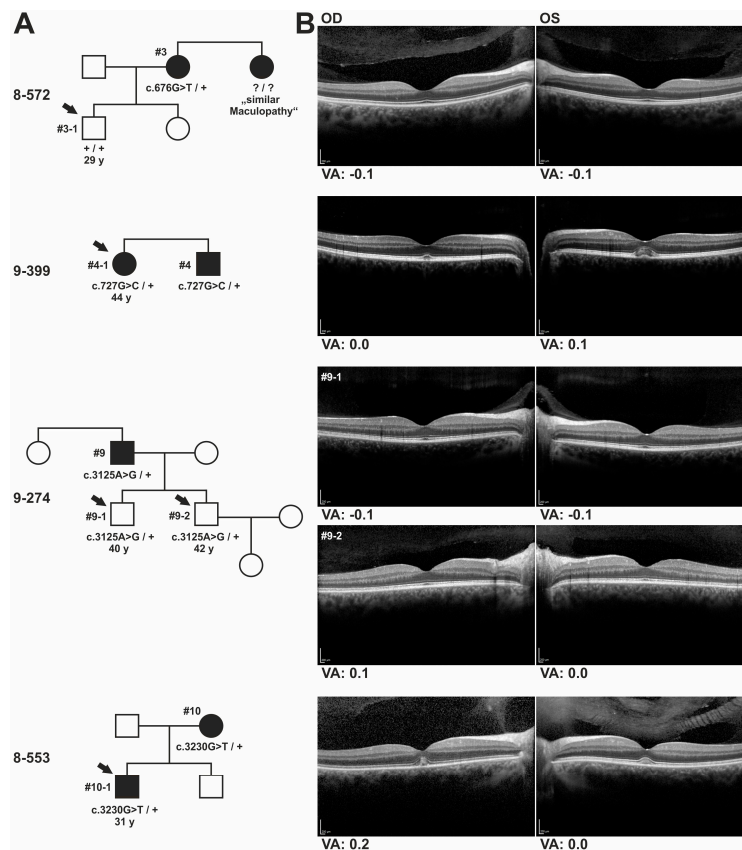 A
B
OD
OS
8-572
#3
c.676G>T / +
? / ?
„similar
Maculopathy“
#3-1
+ / +
29 y
VA: -0.1
VA: -0.1
9-399
#4-1
#4
c.727G>C / +
c.727G>C / +
44 y
VA: 0.0
VA: 0.1
9-274
#9
c.3125A>G / +
#9-1
#9-2
c.3125A>G / +
c.3125A>G / +
40 y
42 y
#9-1
VA: -0.1
VA: -0.1
#9-2
VA: 0.1
VA: 0.0
8-553
#10
c.3230G>T / +
#10-1
c.3230G>T / +
31 y
VA: 0.2
VA: 0.0